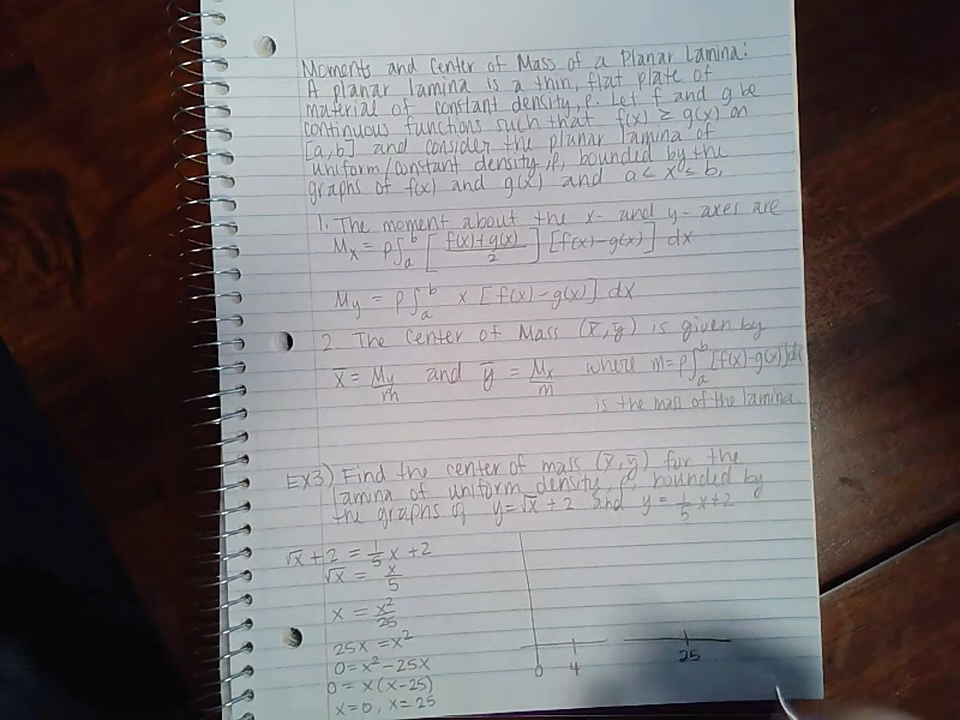 Moments and Center of Mass of a Planar Lamina:
A planar lamina is a thin, flat plate of
material of constant density, ρ. Let f and g be
continuous functions such that f(x) ≥ g(x) on
[a,b] and consider the planar lamina of
uniform/constant density, ρ, bounded by the
graphs of f(x) and g(x) and a ≤ x ≤ b.
1. The moment about the x- and y-axes are
Mx = ρ∫_a^b [(f(x)+g(x))/2] [f(x)-g(x)] dx
My = ρ∫_a^b x [f(x)-g(x)] dx
2. The Center of Mass (x̄,ȳ) is given by
x̄ = My/m and ȳ = Mx/m where m=ρ∫_a^b [f(x)-g(x)]dx
is the mass of the lamina
Ex3) Find the center of mass (x̄,ȳ) for the
lamina of uniform density, ρ, bounded by
the graphs of y=√x+2 and y=1/5x+2
√x+2 = 1/5x+2
√x = x/5
x = x²/25
25x = x²
0=x²-25x
0 = x(x-25)
x=0, x=25
0 4 25